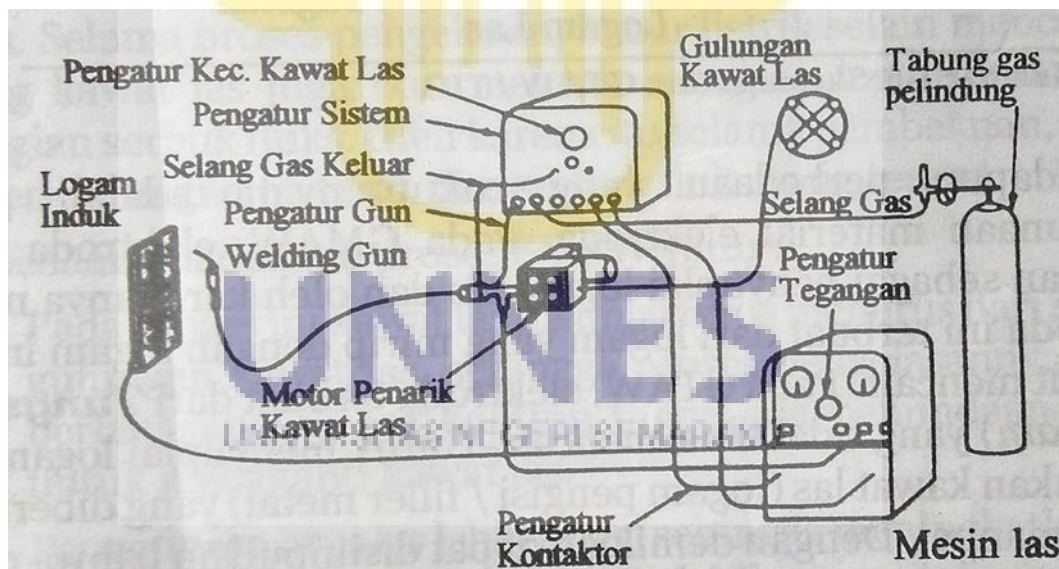 Pengatur Kec. Kawat Las
Pengatur Sistem
Selang Gas Keluar
Logam
Induk
Pengatur Gun
Welding Gun
Gulungan
Kawat Las
Tabung gas
pelindung
Selang Gas
Pengatur
Tegangan
UNNES
Motor Penarik
Kawat Las
Pengatur
Kontaktor
Mesin las